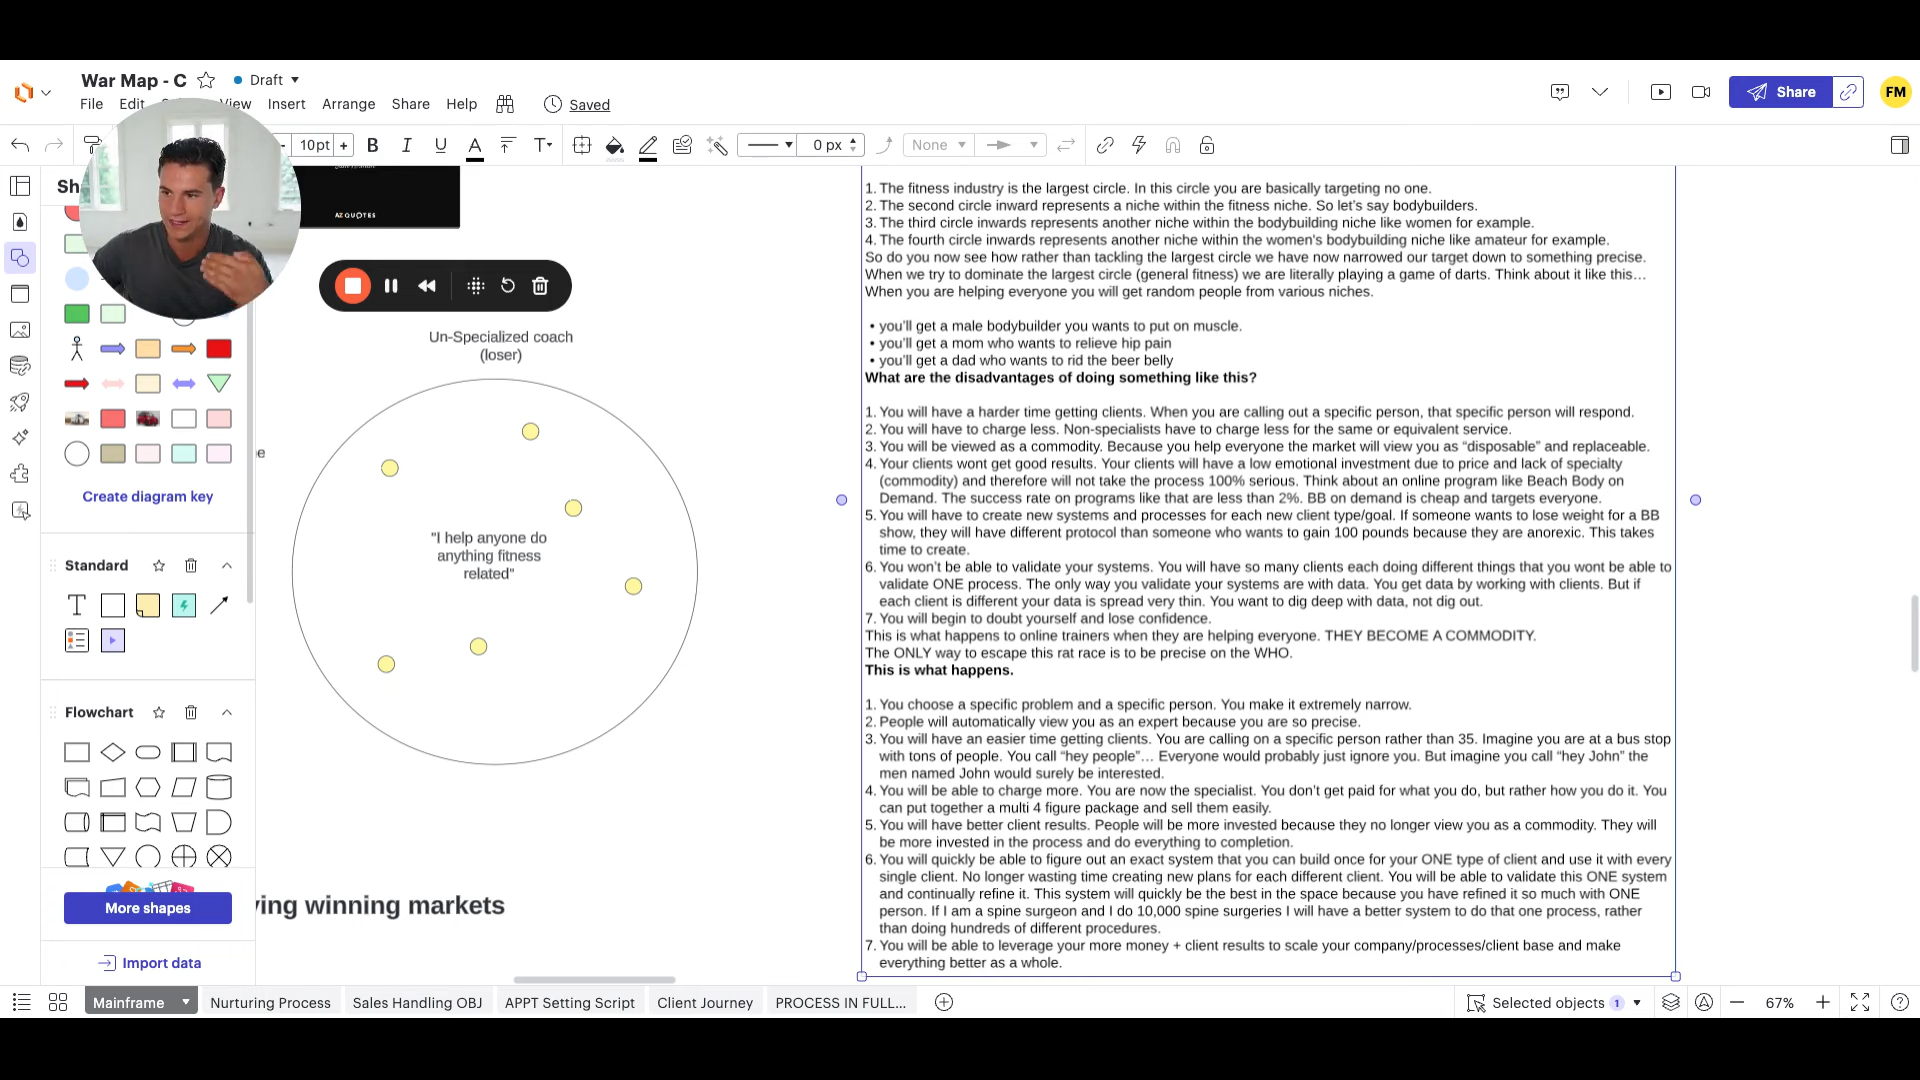 War Map - C
Draft
File Edit View Insert Arrange Share Help
Saved
Share
FM
10pt
B I U A T
0 px
None
Sh
AZQUOTES
Un-Specialized coach
(loser)
"I help anyone do
anything fitness
related"
Create diagram key
Standard
T
Flowchart
More shapes
Import data
ying winning markets
1. The fitness industry is the largest circle. In this circle you are basically targeting no one.
2. The second circle inward represents a niche within the fitness niche. So let's say bodybuilders.
3. The third circle inwards represents another niche within the bodybuilding niche like women for example.
4. The fourth circle inwards represents another niche within the women's bodybuilding niche like amateur for example.
So do you now see how rather than tackling the largest circle we have now narrowed our target down to something precise.
When we try to dominate the largest circle (general fitness) we are literally playing a game of darts. Think about it like this…
When you are helping everyone you will get random people from various niches.
• you'll get a male bodybuilder you wants to put on muscle.
• you'll get a mom who wants to relieve hip pain
• you'll get a dad who wants to rid the beer belly
What are the disadvantages of doing something like this?
1. You will have a harder time getting clients. When you are calling out a specific person, that specific person will respond.
2. You will have to charge less. Non-specialists have to charge less for the same or equivalent service.
3. You will be viewed as a commodity. Because you help everyone the market will view you as “disposable” and replaceable.
4. Your clients wont get good results. Your clients will have a low emotional investment due to price and lack of specialty
(commodity) and therefore will not take the process 100% serious. Think about an online program like Beach Body on
Demand. The success rate on programs like that are less than 2%. BB on demand is cheap and targets everyone.
5. You will have to create new systems and processes for each new client type/goal. If someone wants to lose weight for a BB
show, they will have different protocol than someone who wants to gain 100 pounds because they are anorexic. This takes
time to create.
6. You won't be able to validate your systems. You will have so many clients each doing different things that you wont be able to
validate ONE process. The only way you validate your systems are with data. You get data by working with clients. But if
each client is different your data is spread very thin. You want to dig deep with data, not dig out.
7. You will begin to doubt yourself and lose confidence.
This is what happens to online trainers when they are helping everyone. THEY BECOME A COMMODITY.
The ONLY way to escape this rat race is to be precise on the WHO.
This is what happens.
1. You choose a specific problem and a specific person. You make it extremely narrow.
2. People will automatically view you as an expert because you are so precise.
3. You will have an easier time getting clients. You are calling on a specific person rather than 35. Imagine you are at a bus stop
with tons of people. You call “hey people”… Everyone would probably just ignore you. But imagine you call “hey John” the
men named John would surely be interested.
4. You will be able to charge more. You are now the specialist. You don't get paid for what you do, but rather how you do it. You
can put together a multi 4 figure package and sell them easily.
5. You will have better client results. People will be more invested because they no longer view you as a commodity. They will
be more invested in the process and do everything to completion.
6. You will quickly be able to figure out an exact system that you can build once for your ONE type of client and use it with every
single client. No longer wasting time creating new plans for each different client. You will be able to validate this ONE system
and continually refine it. This system will quickly be the best in the space because you have refined it so much with ONE
person. If I am a spine surgeon and I do 10,000 spine surgeries I will have a better system to do that one process, rather
than doing hundreds of different procedures.
7. You will be able to leverage your more money + client results to scale your company/processes/client base and make
everything better as a whole.
Mainframe
Nurturing Process
Sales Handling OBJ
APPT Setting Script
Client Journey
PROCESS IN FULL...
Selected objects 1
67%